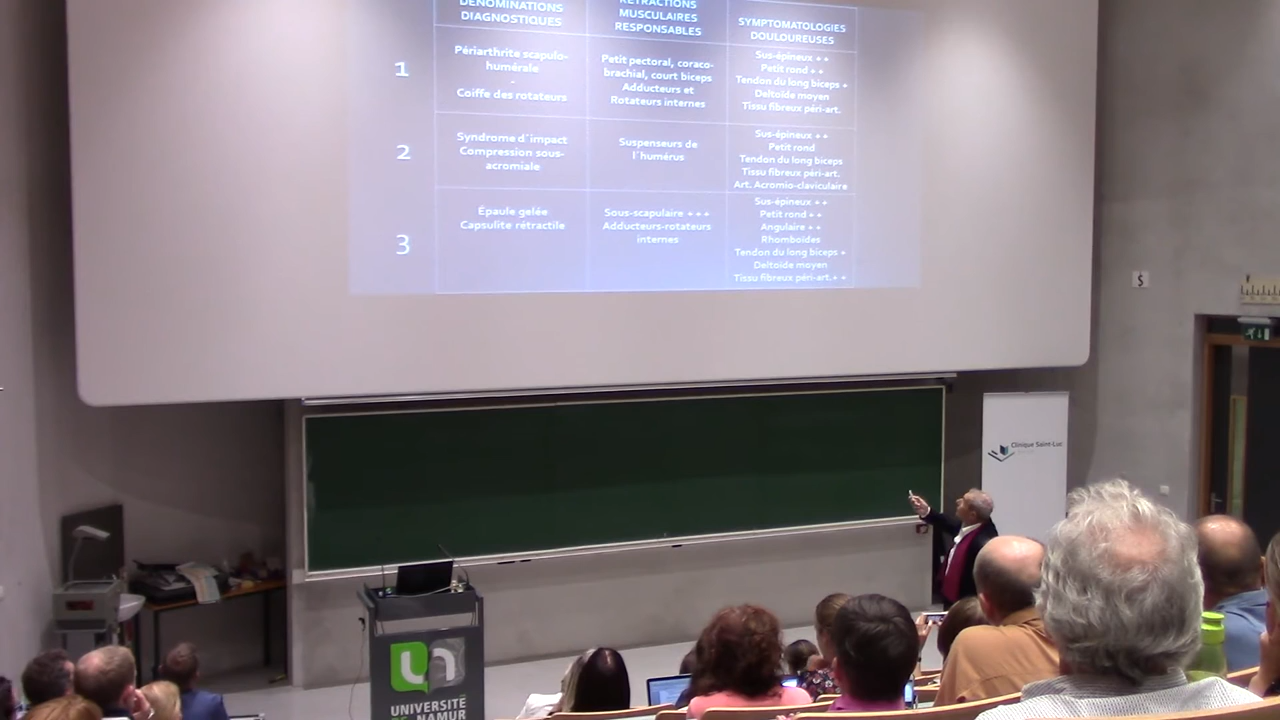 DÉNOMINATIONS
DIAGNOSTIQUES
RÉTRACTIONS
MUSCULAIRES
RESPONSABLES
SYMPTOMATOLOGIES
DOULOUREUSES
1
Périarthrite scapulo-
humérale
-
Coiffe des rotateurs
Petit pectoral, coraco-
brachial, court biceps
Adducteurs et
Rotateurs internes
Sus-épineux + +
Petit rond + +
Tendon du long biceps +
Deltoïde moyen
Tissu fibreux péri-art.
2
Syndrome d'impact
Compression sous-
acromiale
Suspenseurs de
l'humérus
Sus-épineux + +
Petit rond
Tendon du long biceps
Tissu fibreux péri-art.
Art. Acromio-claviculaire
3
Épaule gelée
Capsulite rétractile
Sous-scapulaire + + +
Adducteurs-rotateurs
internes
Sus-épineux + +
Petit rond + +
Angulaire + +
Rhomboïdes
Tendon du long biceps +
Deltoïde moyen
Tissu fibreux péri-art.+ +
S
Clinique Saint-Luc
un
UNIVERSITÉ
DE NAMUR